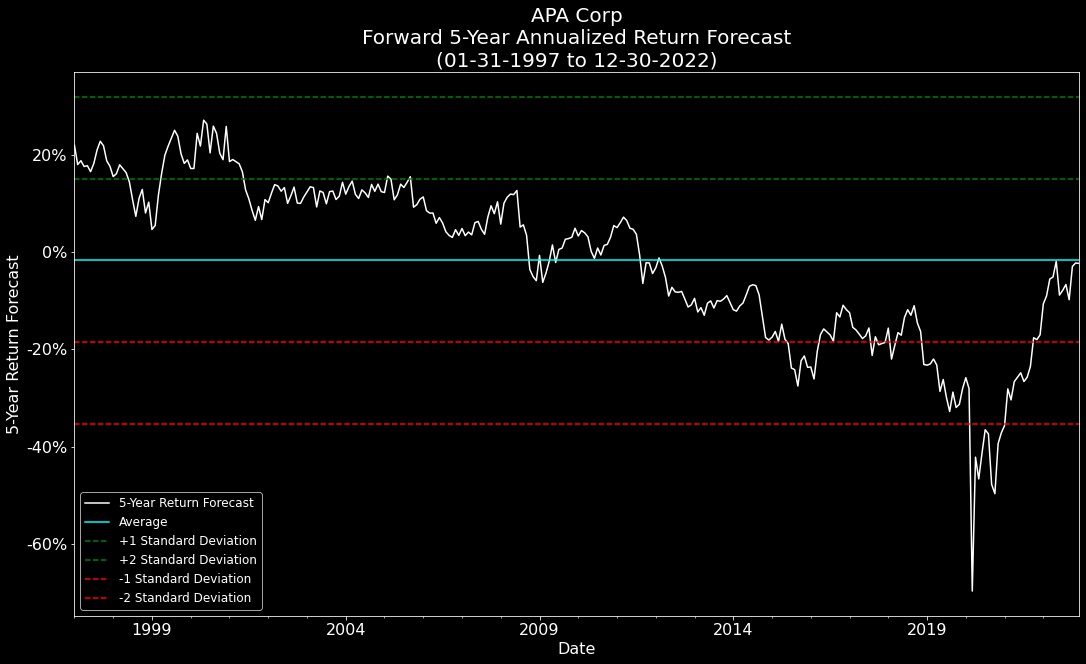 APA Corp
Forward 5-Year Annualized Return Forecast
(01-31-1997 to 12-30-2022)
20%
0%
-20%
-40%
-60%
5-Year Return Forecast
5-Year Return Forecast
Average
+1 Standard Deviation
+2 Standard Deviation
-1 Standard Deviation
-2 Standard Deviation
1999
2004
2009
2014
2019
Date